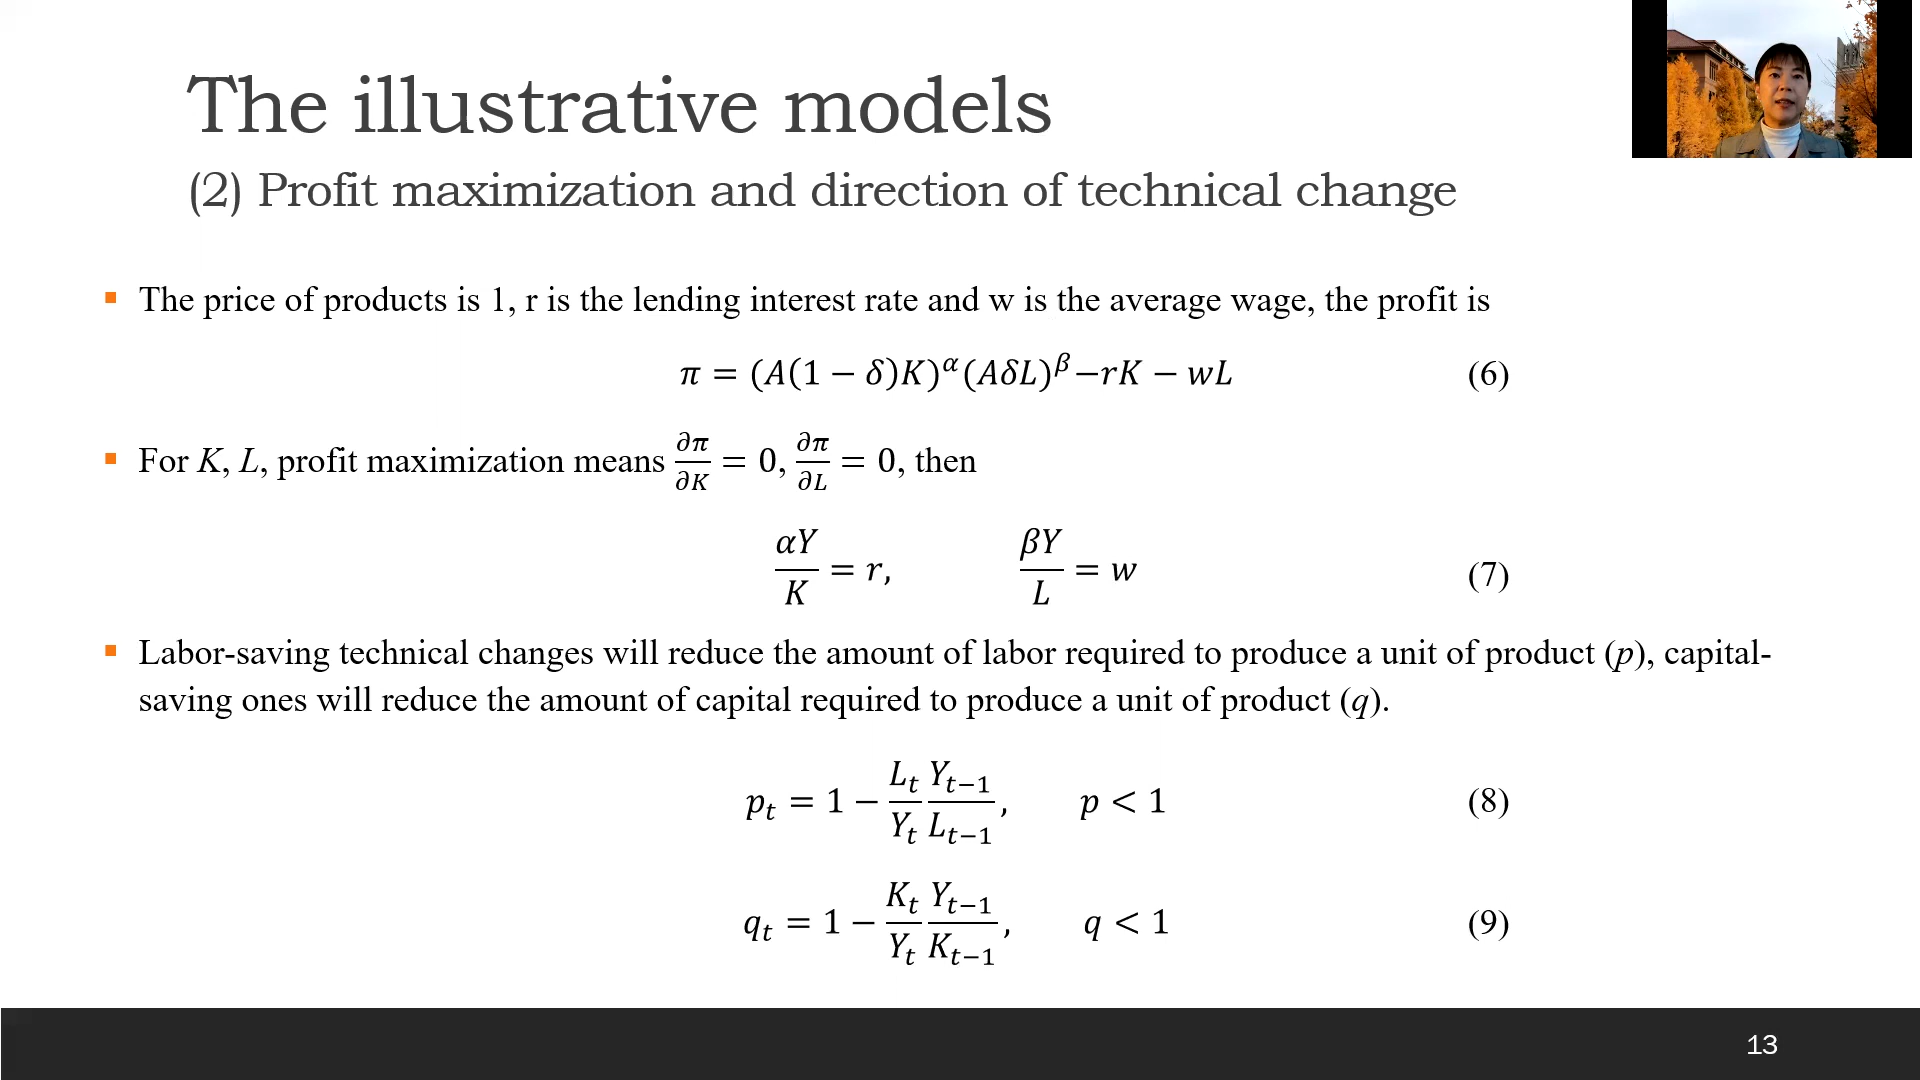 The illustrative models
(2) Profit maximization and direction of technical change
▪ The price of products is 1, r is the lending interest rate and w is the average wage, the profit is
π = (A(1 − δ)K)^α (AδL)^β −rK − wL (6)
▪ For K, L, profit maximization means ∂π/∂K = 0, ∂π/∂L = 0, then
αY/K = r, βY/L = w (7)
▪ Labor-saving technical changes will reduce the amount of labor required to produce a unit of product (p), capital-
saving ones will reduce the amount of capital required to produce a unit of product (q).
p_t = 1 − L_t/Y_t Y_{t−1}/L_{t−1}, p < 1 (8)
q_t = 1 − K_t/Y_t Y_{t−1}/K_{t−1}, q < 1 (9)
13